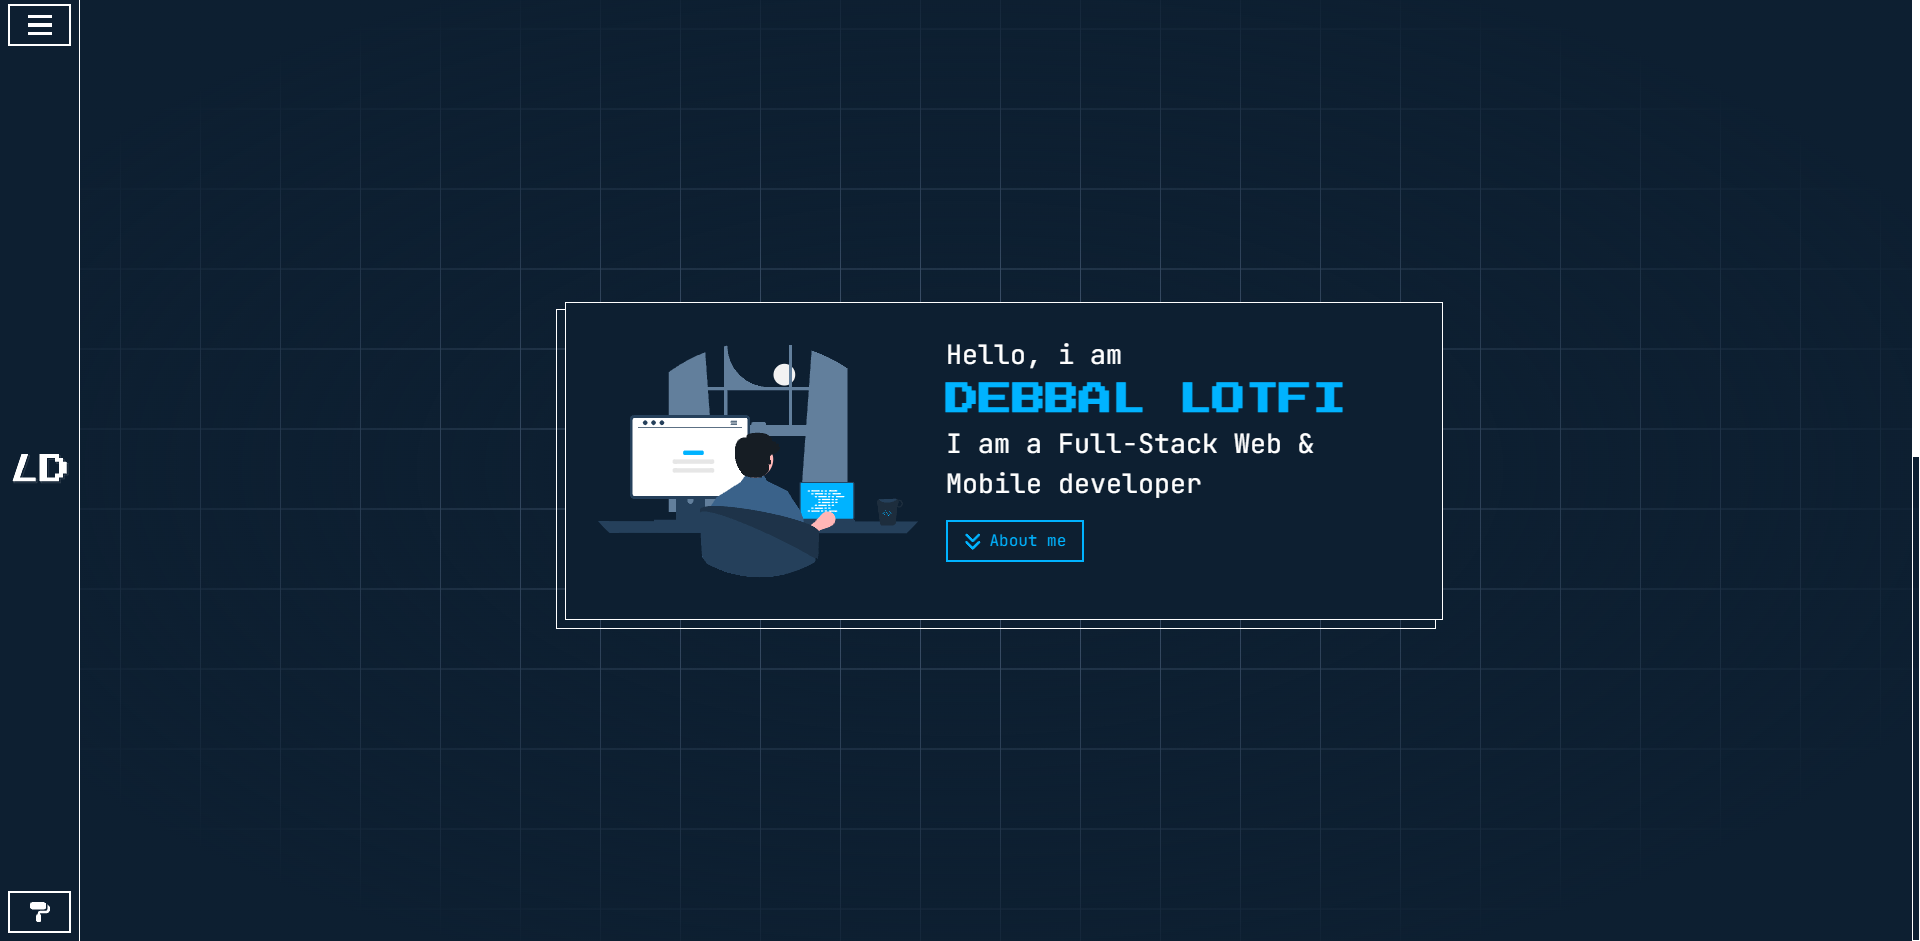 LD
Hello, i am
DEBBAL LOTFI
I am a Full-Stack Web &
Mobile developer
About me